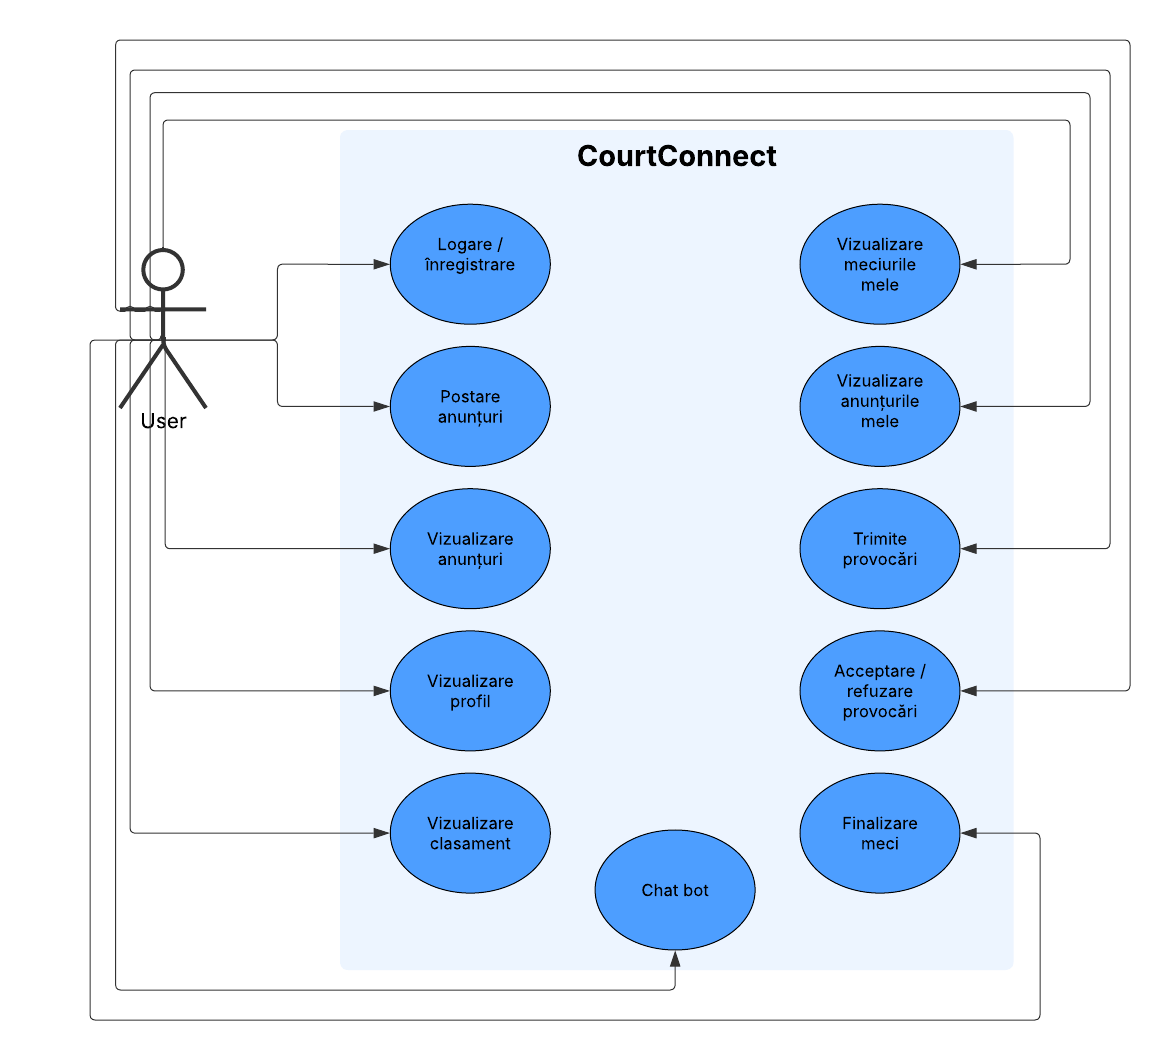 CourtConnect
Logare /
înregistrare
Vizualizare
meciurile
mele
User
Postare
anunțuri
Vizualizare
anunțurile
mele
Vizualizare
anunțuri
Trimite
provocări
Vizualizare
profil
Acceptare /
refuzare
provocări
Vizualizare
clasament
Finalizare
meci
Chat bot